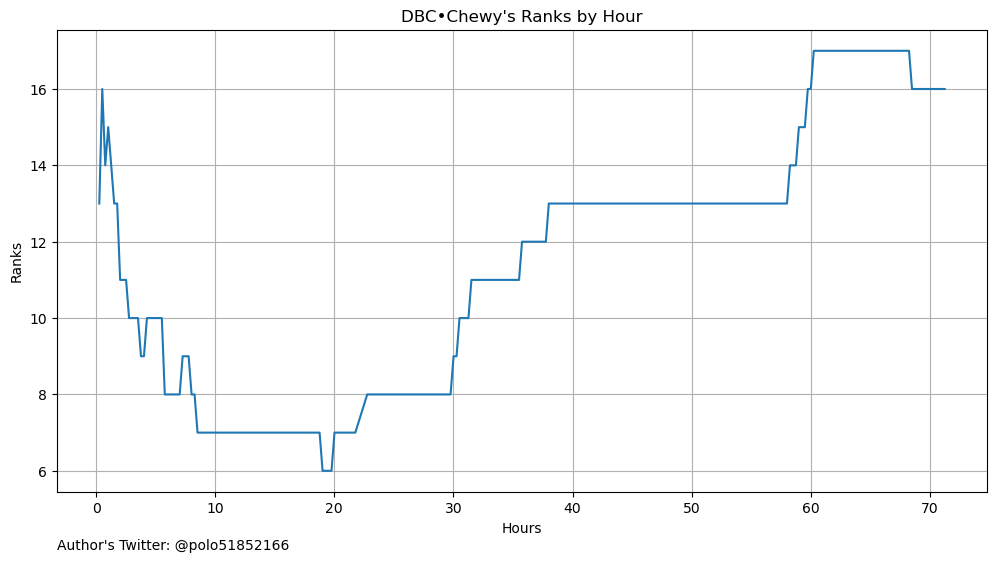 DBC•Chewy's Ranks by Hour
16
14
12
10
8
6
Ranks
0 10 20 30 40 50 60 70
Hours
Author's Twitter: @polo51852166